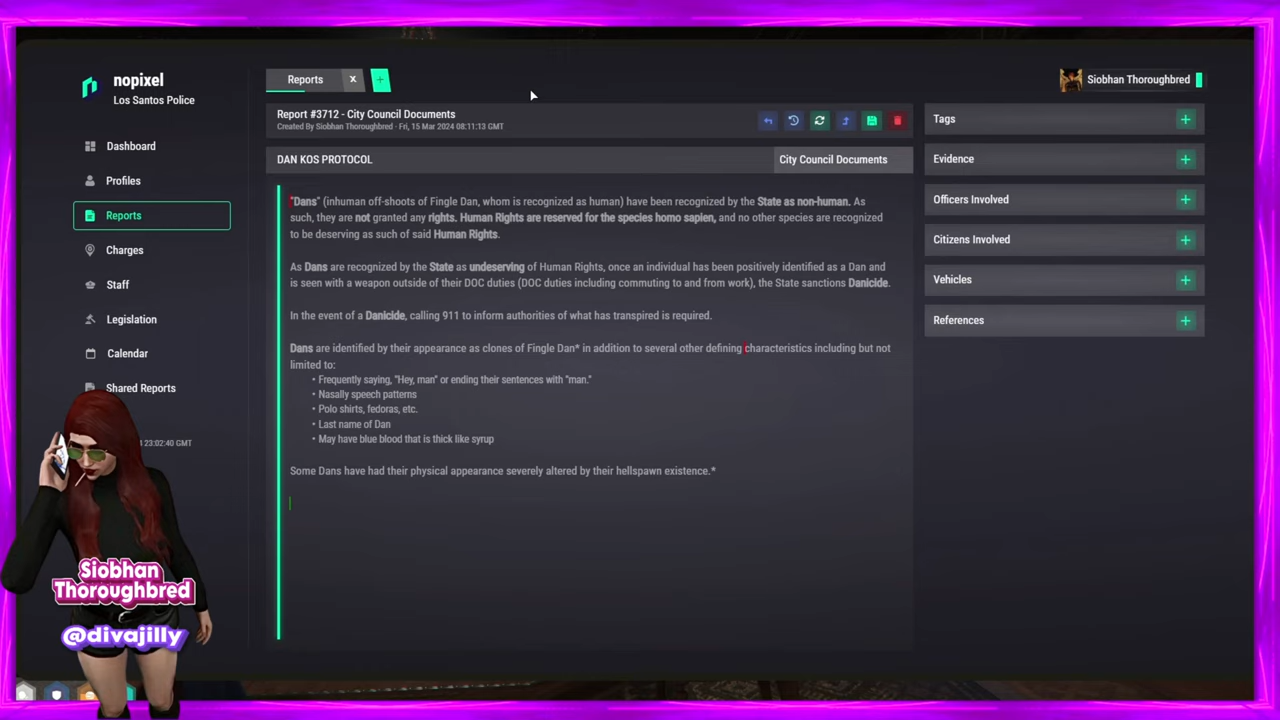 nopixel
Los Santos Police
Reports
x
+
Siobhan Thoroughbred
Report #3712 - City Council Documents
Created By Siobhan Thoroughbred · Fri, 15 Mar 2024 08:11:13 GMT
DAN KOS PROTOCOL
City Council Documents
Dashboard
Profiles
Reports
Charges
Staff
Legislation
Calendar
Shared Reports
23:02:40 GMT
"Dans" (inhuman off-shoots of Fingle Dan, whom is recognized as human) have been recognized by the State as non-human. As
such, they are not granted any rights. Human Rights are reserved for the species homo sapien, and no other species are recognized
to be deserving as such of said Human Rights.
As Dans are recognized by the State as undeserving of Human Rights, once an individual has been positively identified as a Dan and
is seen with a weapon outside of their DOC duties (DOC duties including commuting to and from work), the State sanctions Danicide.
In the event of a Danicide, calling 911 to inform authorities of what has transpired is required.
Dans are identified by their appearance as clones of Fingle Dan* in addition to several other defining characteristics including but not
limited to:
• Frequently saying, "Hey, man" or ending their sentences with "man."
• Nasally speech patterns
• Polo shirts, fedoras, etc.
• Last name of Dan
• May have blue blood that is thick like syrup
Some Dans have had their physical appearance severely altered by their hellspawn existence.*
Tags
+
Evidence
+
Officers Involved
+
Citizens Involved
+
Vehicles
+
References
+
Siobhan
Thoroughbred
@divajilly